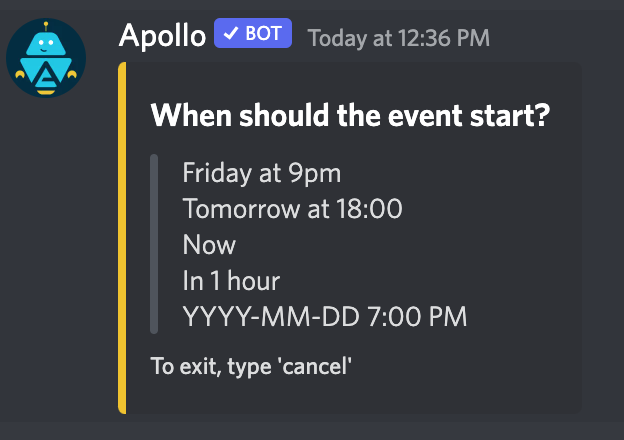 Apollo ✓ BOT Today at 12:36 PM
When should the event start?
Friday at 9pm
Tomorrow at 18:00
Now
In 1 hour
YYYY-MM-DD 7:00 PM
To exit, type 'cancel'